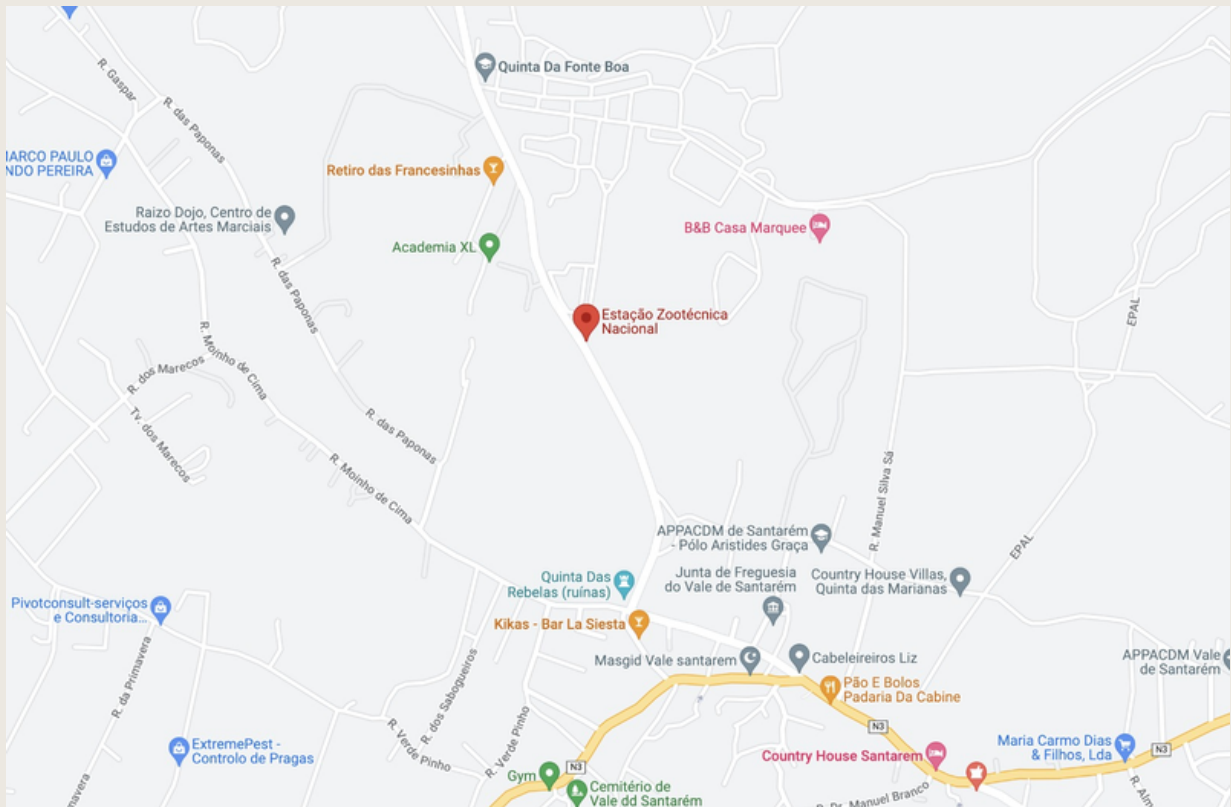 Quinta Da Fonte Boa
R. Gaspar
R. das Paponas
MARCO PAULO
NDO PEREIRA
Retiro das Francesinhas
Raizo Dojo, Centro de
Estudos de Artes Marciais
B&B Casa Marquee
Academia XL
R. das Paponas
Estação Zootécnica
Nacional
EPAL
R. Moinho de Cima
R. dos Marecos
Tv. dos Marecos
R. das Paponas
R. Moinho de Cima
R. Manuel Silva Sá
APPACDM de Santarém
- Pólo Aristides Graça
EPAL
Junta de Freguesia
do Vale de Santarém
Country House Villas,
Quinta das Marianas
Quinta Das
Rebelas (ruínas)
Pivotconsult-serviços
e Consultoria...
Kikas - Bar La Siesta
Masgid Vale santarem
Cabeleireiros Liz
APPACDM Vale
de Santarém
R. da Primavera
R. dos Sabogueiros
Pão E Bolos
Padaria Da Cabine
N3
R. Verde Pinho
R. Verde Pinho
ExtremePest -
Controlo de Pragas
Country House Santarem
Maria Carmo Dias
& Filhos, Lda
N3
N3
Gym
Cemitério de
Vale dd Santarém
R. Dr. Manuel Branco